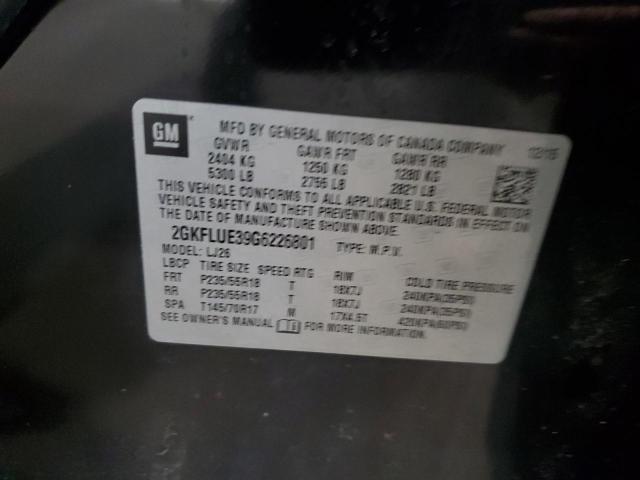 GM
MFD BY GENERAL MOTORS OF CANADA COMPANY 12/15
GVWR GAWR FRT GAWR RR
2404 KG 1250 KG 1280 KG
5300 LB 2756 LB 2821 LB
THIS VEHICLE CONFORMS TO ALL APPLICABLE U.S. FEDERAL MOTOR
VEHICLE SAFETY AND THEFT PREVENTION STANDARDS IN EFFECT ON
THE DATE OF MANUFACTURE SHOWN ABOVE.
2GKFLUE39G6226801 TYPE: M.P.V.
MODEL: LJ26
LBCP TIRE SIZE SPEED RTG RIM COLD TIRE PRESSURE
FRT P235/55R18 T 18X7J 240KPA(35PSI)
RR P235/55R18 T 18X7J 240KPA(35PSI)
SPA T145/70R17 M 17X4.5T 420KPA(60PSI)
SEE OWNER'S MANUAL FOR MORE INFORMATION.